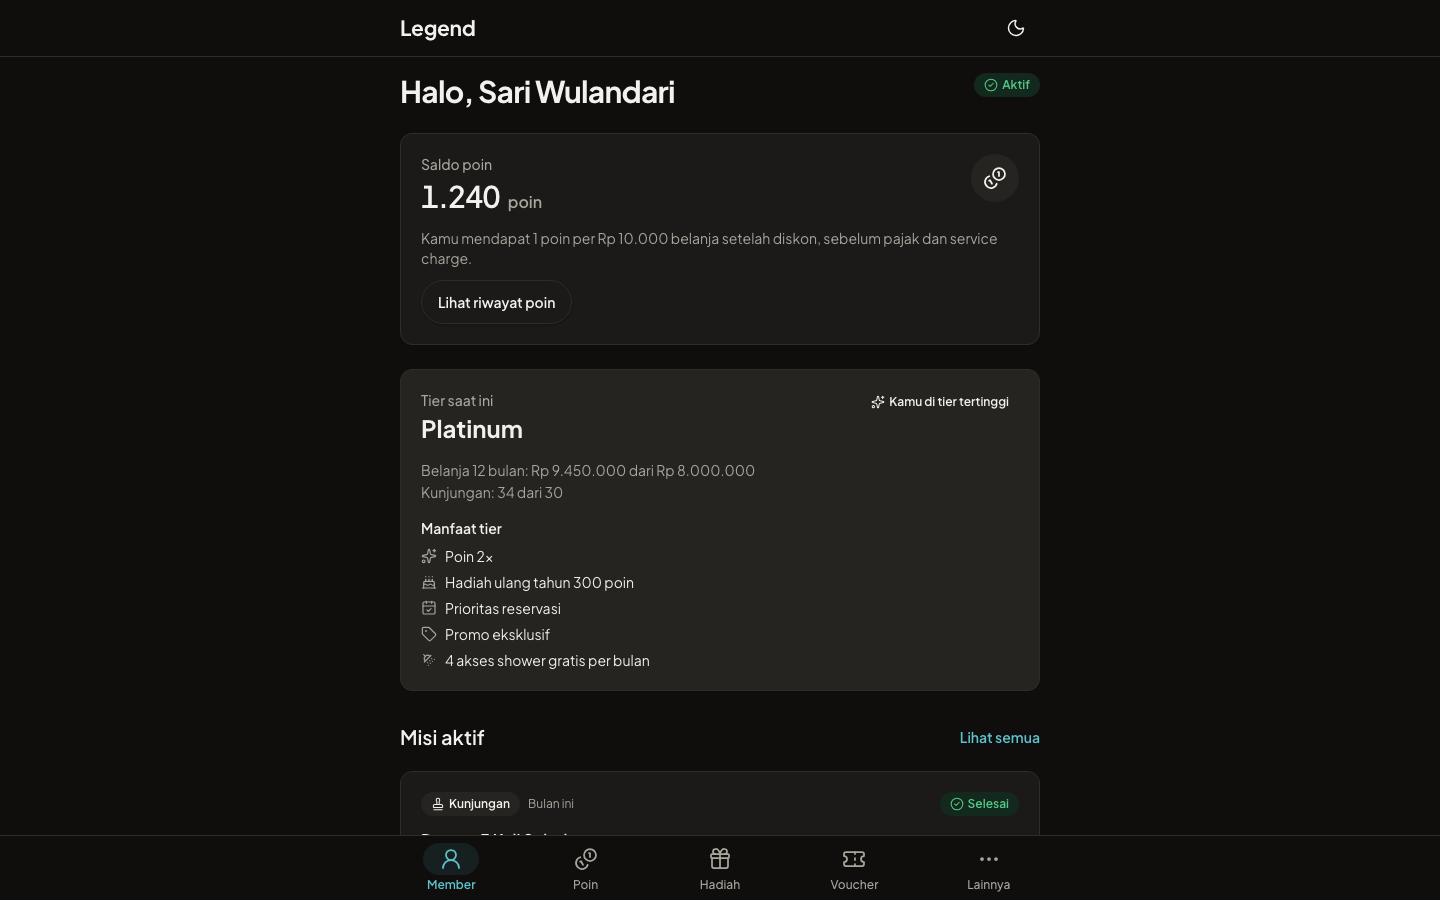 Legend
Halo, Sari Wulandari
Aktif
Saldo poin
1.240 poin
Kamu mendapat 1 poin per Rp 10.000 belanja setelah diskon, sebelum pajak dan service
charge.
Lihat riwayat poin
Tier saat ini
Kamu di tier tertinggi
Platinum
Belanja 12 bulan: Rp 9.450.000 dari Rp 8.000.000
Kunjungan: 34 dari 30
Manfaat tier
Poin 2×
Hadiah ulang tahun 300 poin
Prioritas reservasi
Promo eksklusif
4 akses shower gratis per bulan
Misi aktif
Lihat semua
Kunjungan
Bulan ini
Selesai
Member
Poin
Hadiah
Voucher
Lainnya